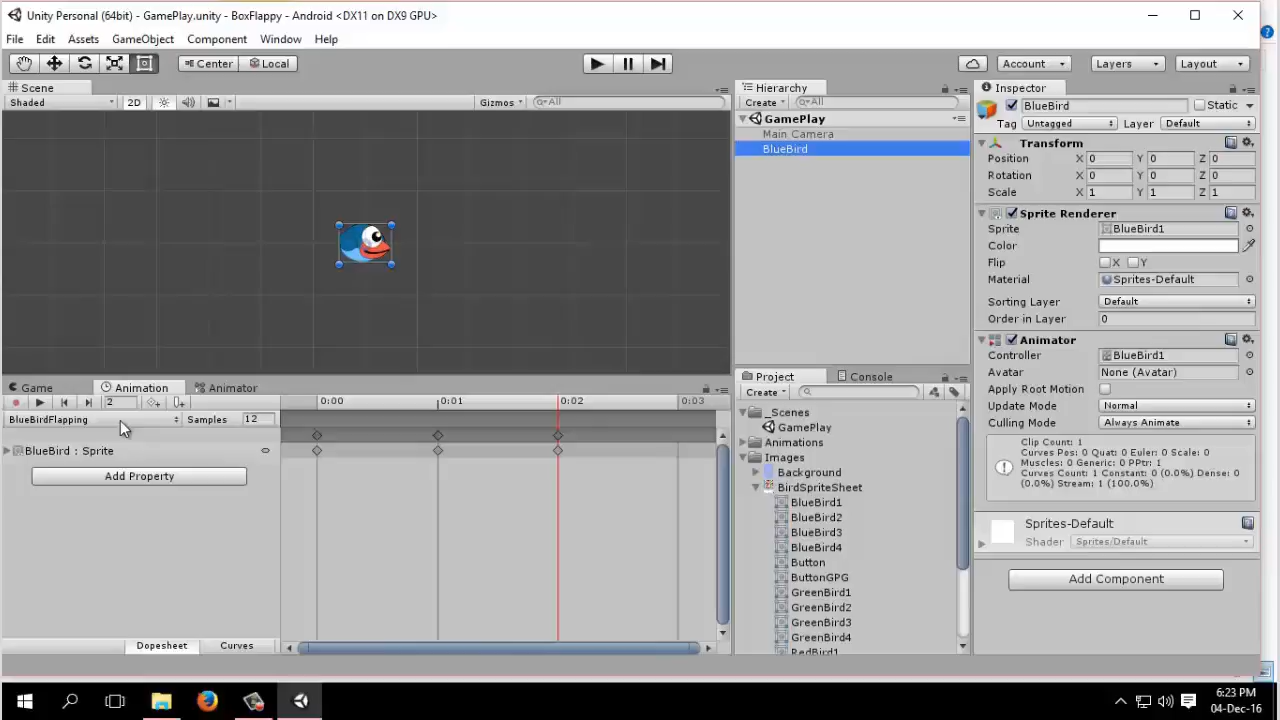 Unity Personal (64bit) - GamePlay.unity - BoxFlappy - Android <DX11 on DX9 GPU>
File Edit Assets GameObject Component Window Help
Center Local Account Layers Layout
Scene
Shaded 2D Gizmos All
Hierarchy
Create All
GamePlay
Main Camera
BlueBird
Inspector
BlueBird Static
Tag Untagged Layer Default
Transform
Position X 0 Y 0 Z 0
Rotation X 0 Y 0 Z 0
Scale X 1 Y 1 Z 1
Sprite Renderer
Sprite BlueBird1
Color
Flip X Y
Material Sprites-Default
Sorting Layer Default
Order in Layer 0
Animator
Controller BlueBird1
Avatar None (Avatar)
Apply Root Motion
Update Mode Normal
Culling Mode Always Animate
Clip Count: 1
Curves Pos: 0 Quat: 0 Euler: 0 Scale: 0
Muscles: 0 Generic: 0 PPtr: 1
Curves Count: 1 Constant: 0 (0.0%) Dense: 0
(0.0%) Stream: 1 (100.0%)
Sprites-Default
Shader Sprites/Default
Add Component
Game Animation Animator
2 0:00 0:01 0:02 0:03
BlueBirdFlapping Samples 12
BlueBird : Sprite
Add Property
Dopesheet Curves
Project Console
Create
_Scenes
GamePlay
Animations
Images
Background
BirdSpriteSheet
BlueBird1
BlueBird2
BlueBird3
BlueBird4
Button
ButtonGPG
GreenBird1
GreenBird2
GreenBird3
GreenBird4
RedBird1
6:23 PM
04-Dec-16